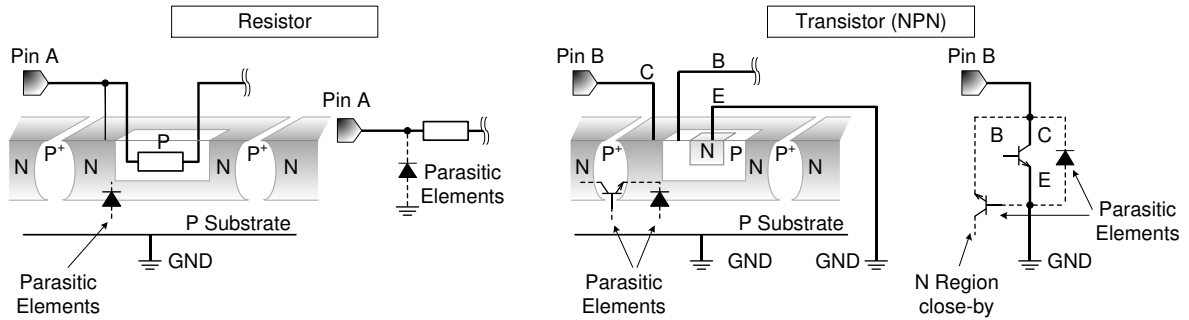 Resistor
Pin A
P
N
P+
N
N
P+
N
P Substrate
GND
Parasitic
Elements
Pin A
Parasitic
Elements
Transistor (NPN)
Pin B
C
B
E
N
P+
N
N
P
N
P+
N
P Substrate
GND
GND
Parasitic
Elements
Pin B
B
C
E
Parasitic
Elements
GND
N Region
close-by